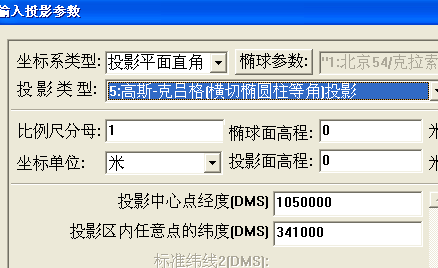 输入投影参数
坐标系类型: 投影平面直角 椭球参数: "1:北京54/克拉索
投 影 类 型: 5:高斯-克吕格(横切椭圆柱等角)投影
比例尺分母: 1 椭球面高程: 0 米
坐标单位: 米 投影面高程: 0 米
投影中心点经度(DMS) 1050000
投影区内任意点的纬度(DMS) 341000
标准纬线2(DMS):